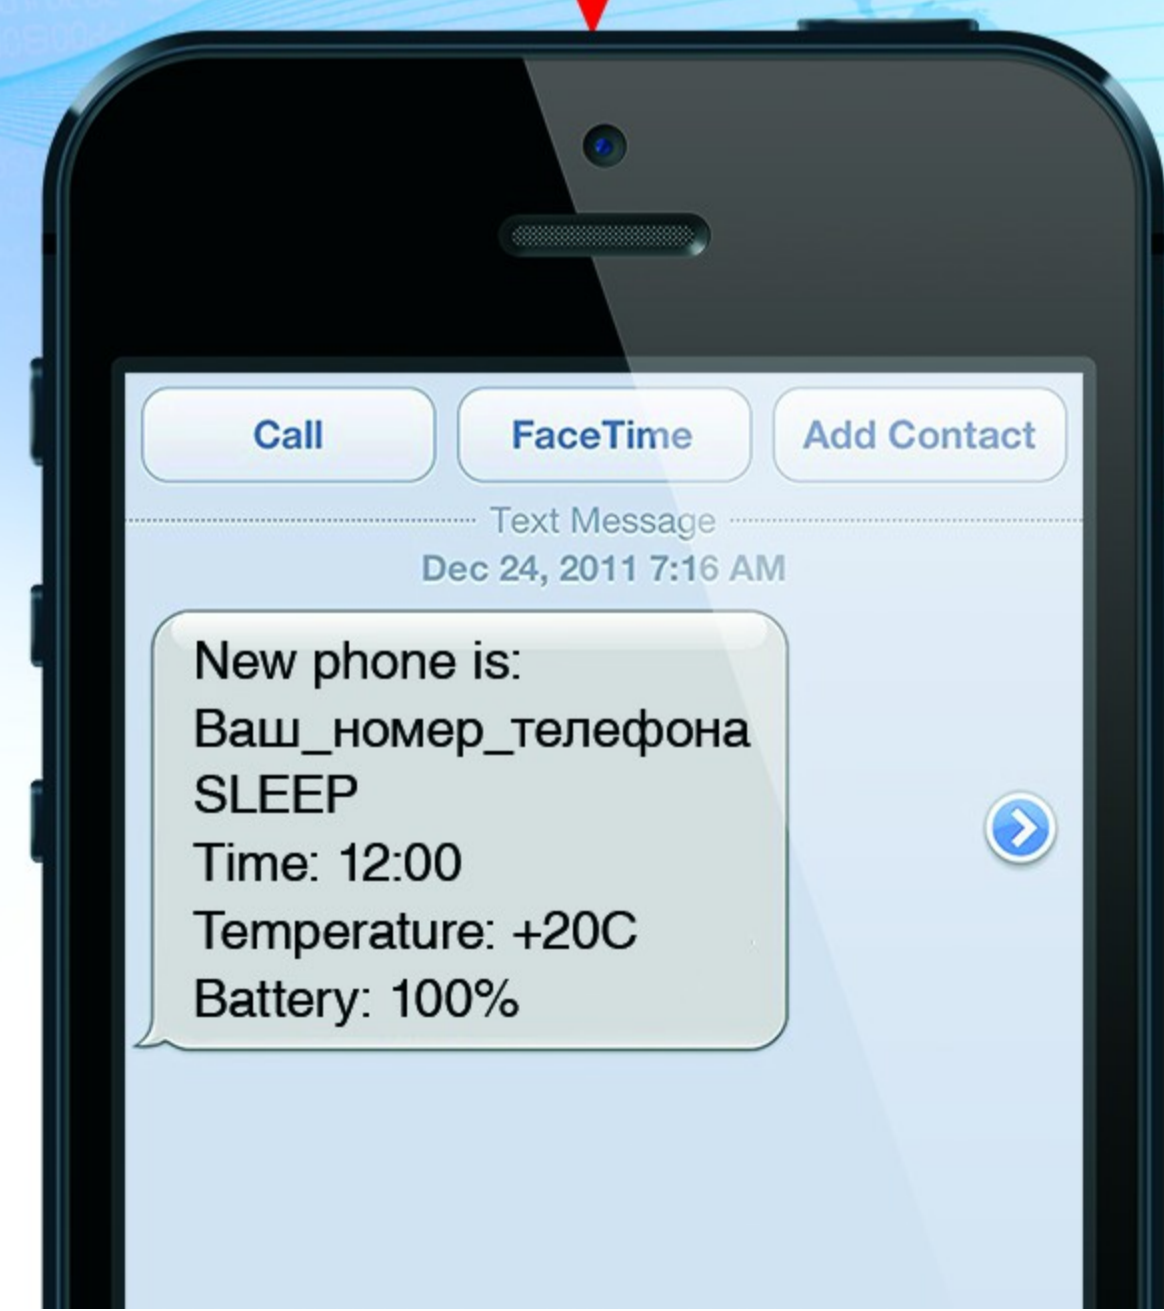 Call
FaceTime
Add Contact
Text Message
Dec 24, 2011 7:16 AM
New phone is:
Ваш_номер_телефона
SLEEP
Time: 12:00
Temperature: +20C
Battery: 100%